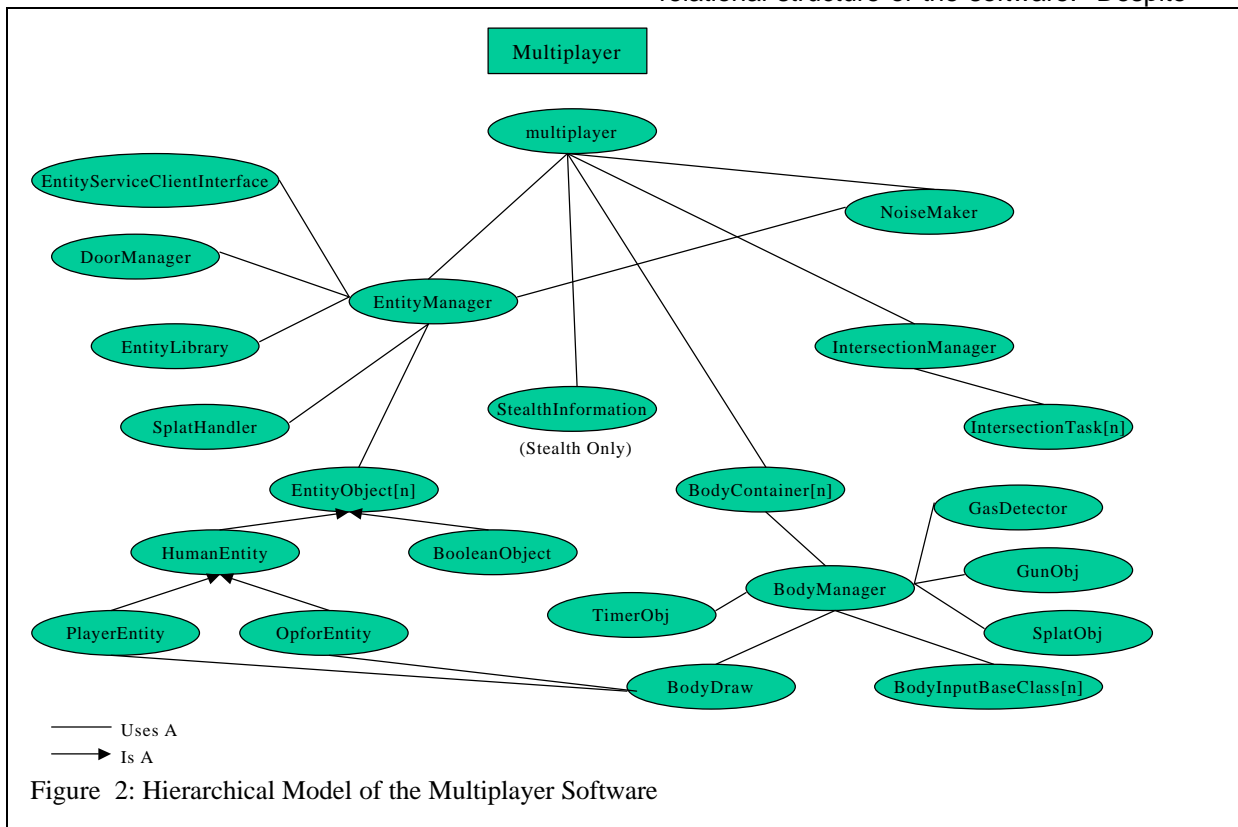 relational structure of the software. Despite
Multiplayer
multiplayer
EntityServiceClientInterface
NoiseMaker
DoorManager
EntityManager
EntityLibrary
IntersectionManager
StealthInformation
(Stealth Only)
SplatHandler
IntersectionTask[n]
EntityObject[n]
BodyContainer[n]
GasDetector
HumanEntity
BooleanObject
GunObj
BodyManager
TimerObj
PlayerEntity
OpforEntity
SplatObj
BodyDraw
BodyInputBaseClass[n]
Uses A
Is A
Figure 2: Hierarchical Model of the Multiplayer Software